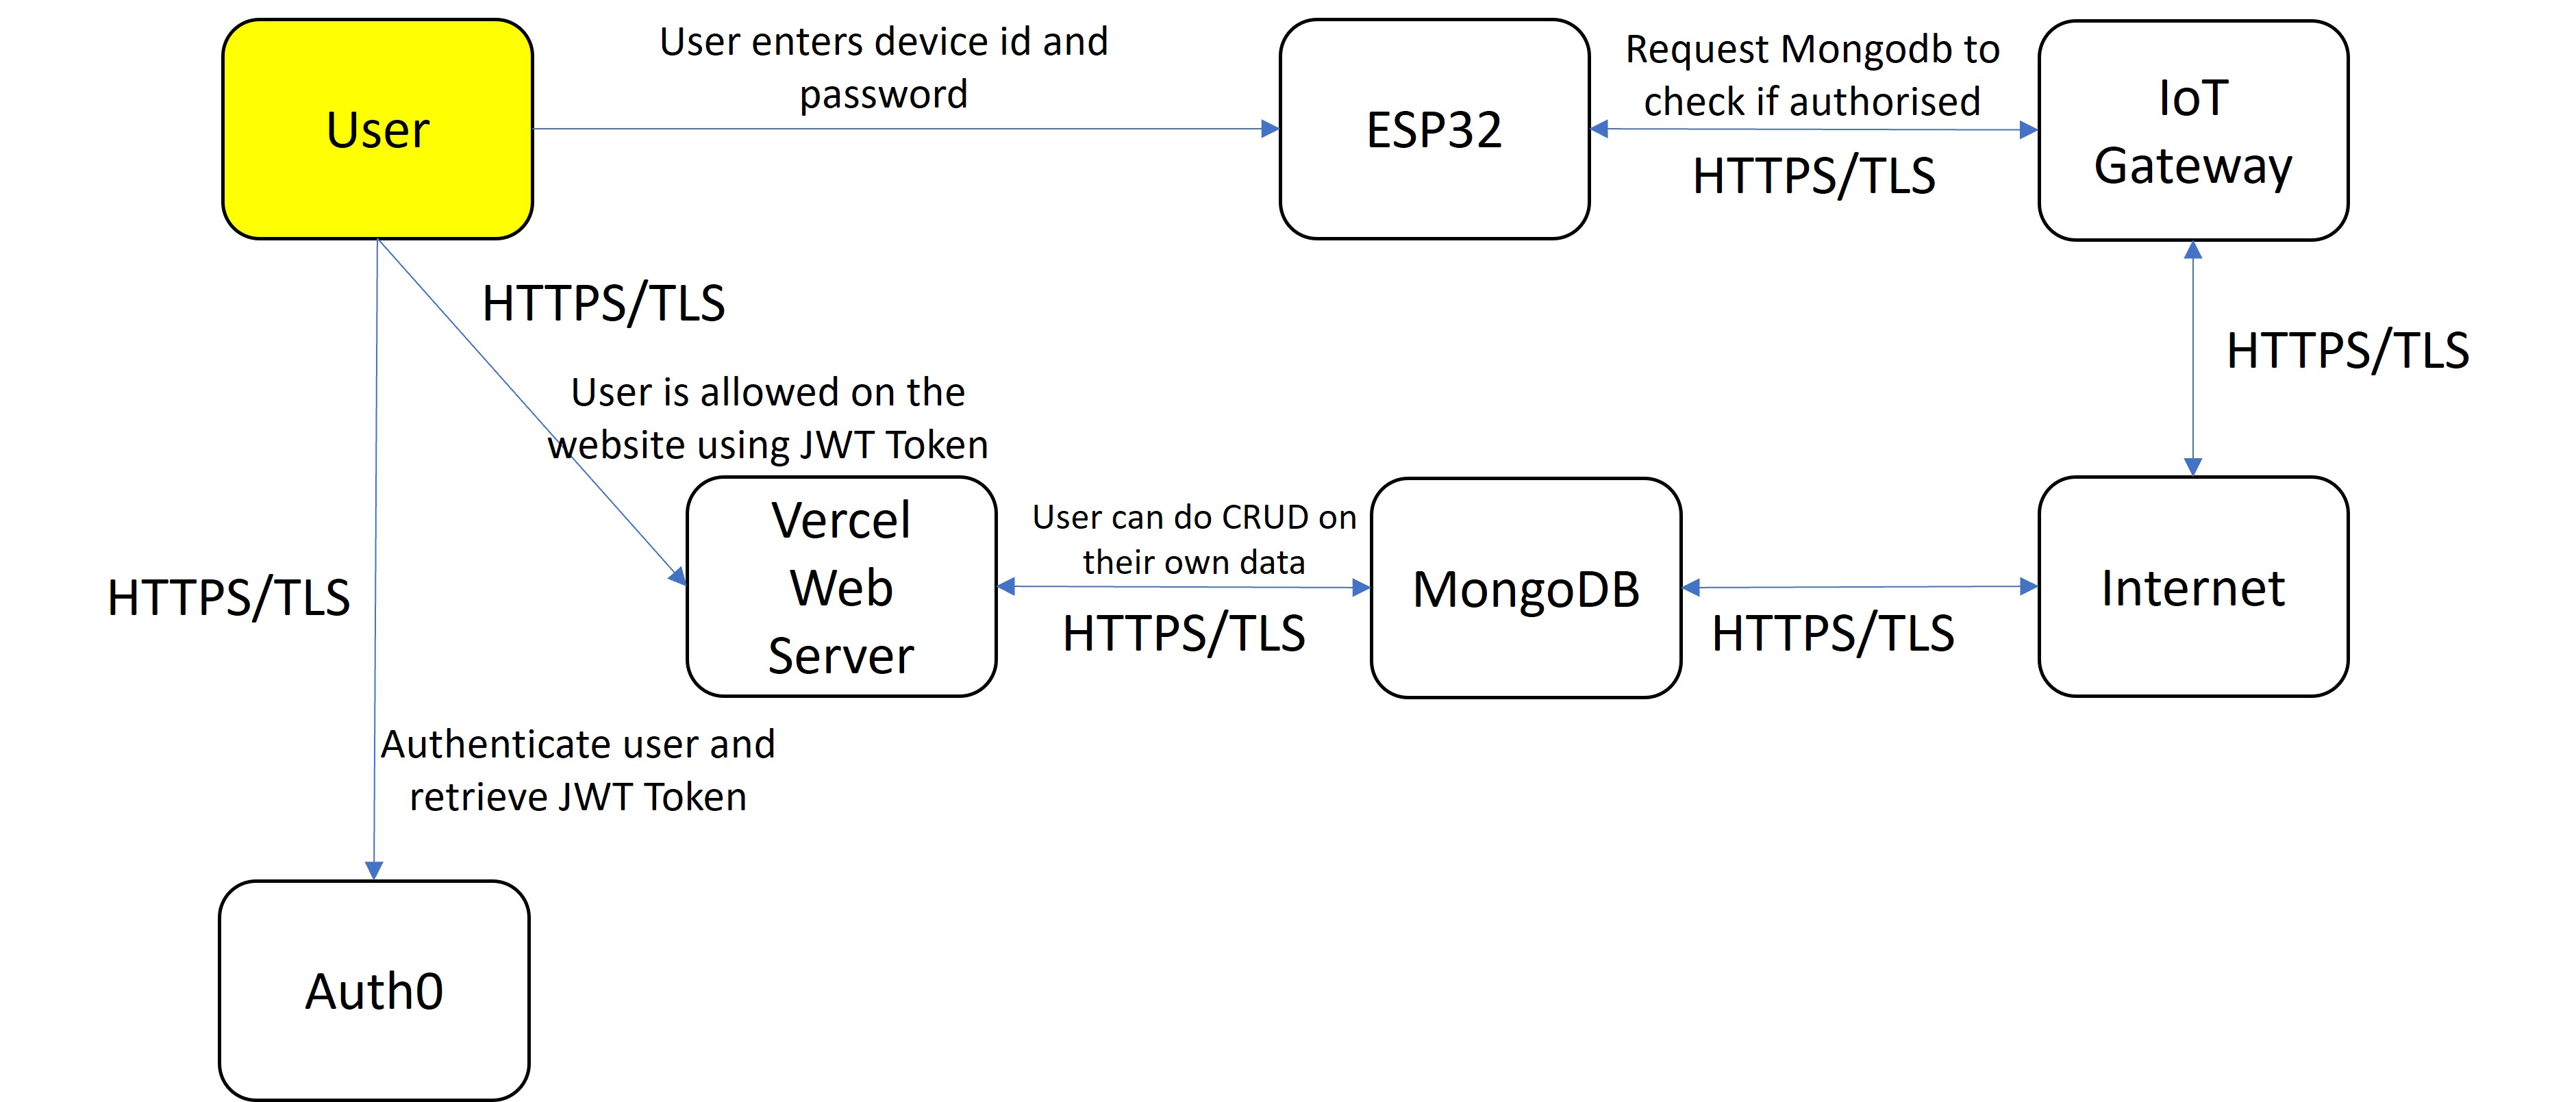 User
User enters device id and
password
ESP32
Request Mongodb to
check if authorised
HTTPS/TLS
IoT
Gateway
HTTPS/TLS
HTTPS/TLS
User is allowed on the
website using JWT Token
Vercel
Web
Server
User can do CRUD on
their own data
HTTPS/TLS
MongoDB
HTTPS/TLS
Internet
HTTPS/TLS
Authenticate user and
retrieve JWT Token
Auth0